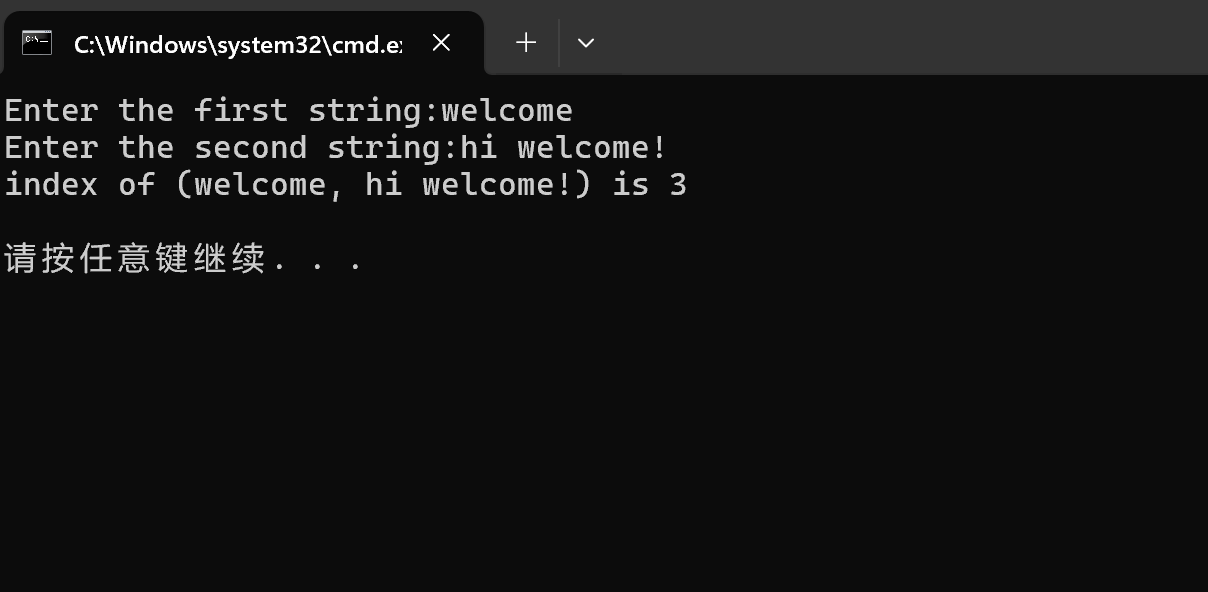 C:\Windows\system32\cmd.e
Enter the first string:welcome
Enter the second string:hi welcome!
index of (welcome, hi welcome!) is 3
请按任意键继续. . .